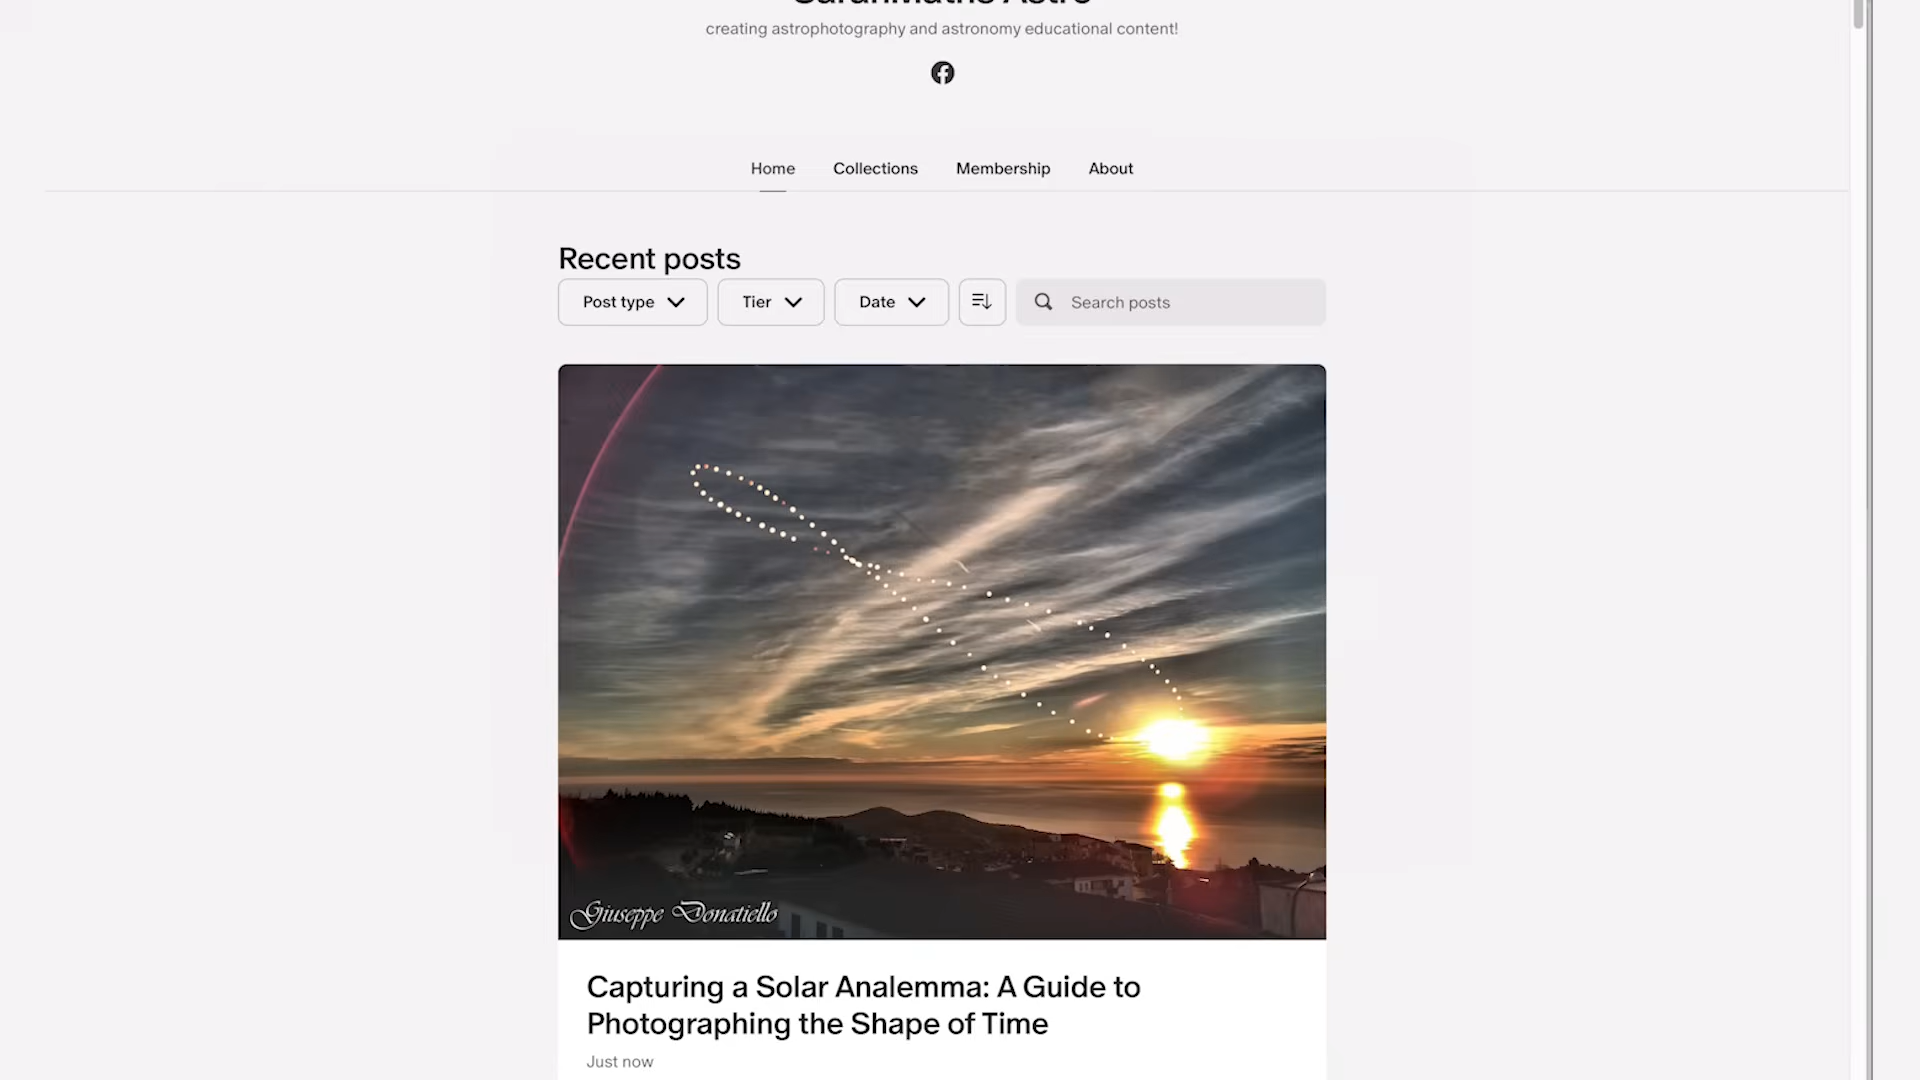 creating astrophotography and astronomy educational content!
Home Collections Membership About
Recent posts
Post type Tier Date Search posts
Giuseppe Donatiello
Capturing a Solar Analemma: A Guide to
Photographing the Shape of Time
Just now